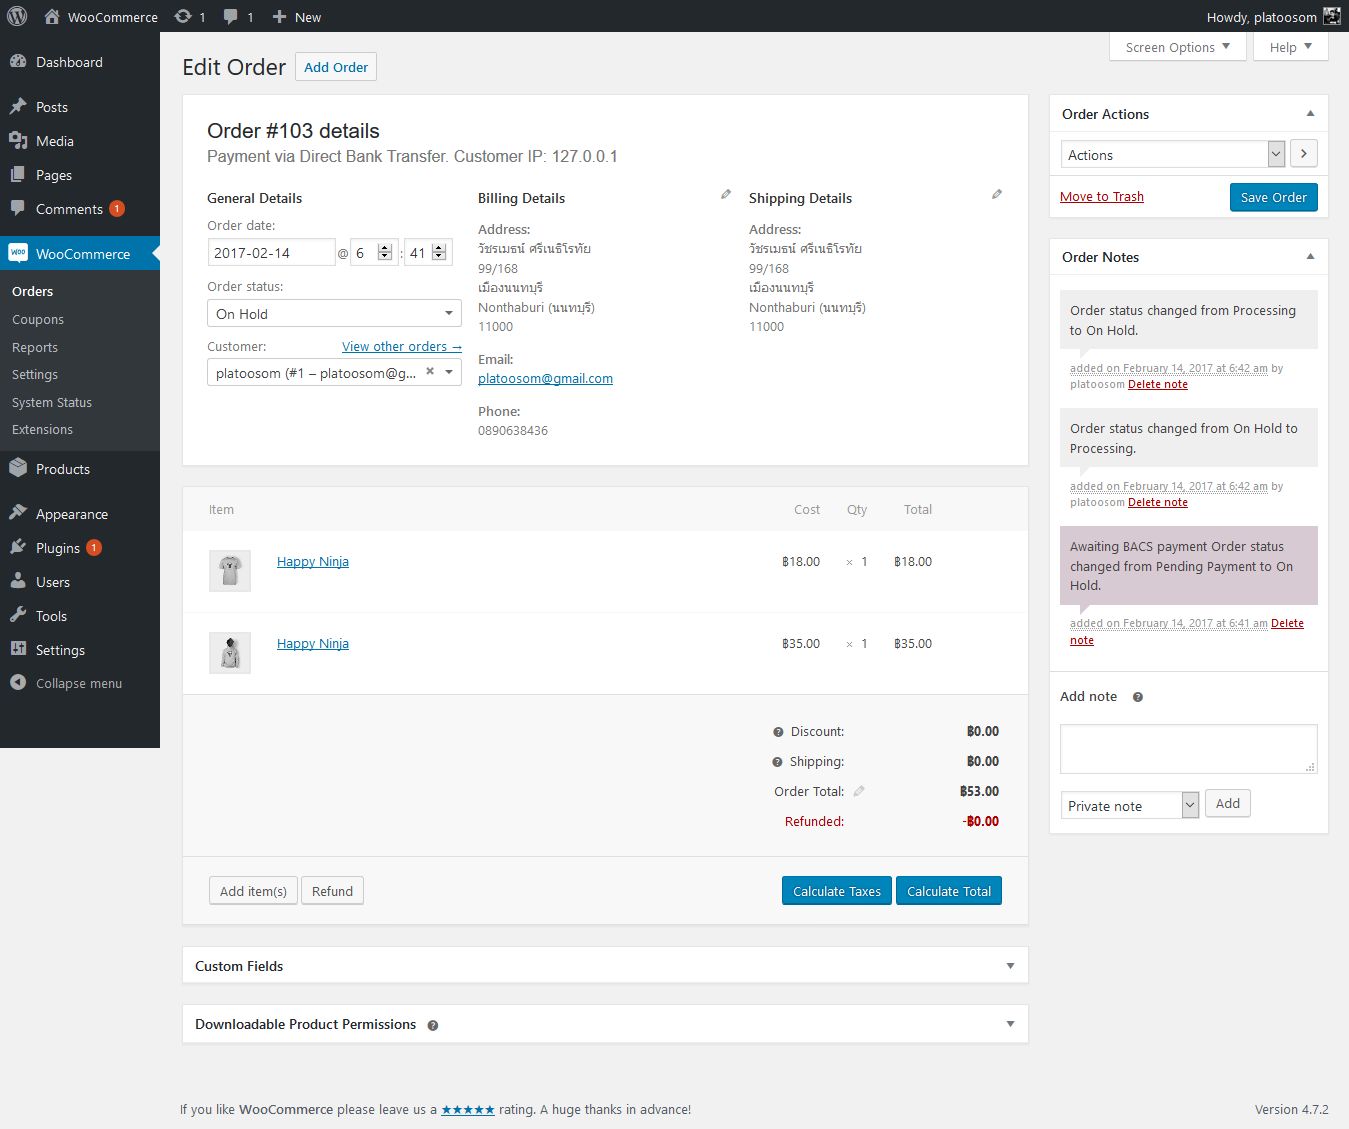 WooCommerce 1 1 New
Howdy, platoosom
Screen Options Help
Dashboard
Posts
Media
Pages
Comments 1
WooCommerce
Orders
Coupons
Reports
Settings
System Status
Extensions
Products
Appearance
Plugins 1
Users
Tools
Settings
Collapse menu
Edit Order Add Order
Order #103 details
Payment via Direct Bank Transfer. Customer IP: 127.0.0.1
General Details
Order date:
2017-02-14 @ 6 : 41
Order status:
On Hold
Customer: View other orders →
platoosom (#1 – platoosom@g... ×
Billing Details
Address:
วัชรเมธน์ ศรีเนธิโรทัย
99/168
เมืองนนทบุรี
Nonthaburi (นนทบุรี)
11000
Email:
platoosom@gmail.com
Phone:
0890638436
Shipping Details
Address:
วัชรเมธน์ ศรีเนธิโรทัย
99/168
เมืองนนทบุรี
Nonthaburi (นนทบุรี)
11000
Item Cost Qty Total
Happy Ninja ฿18.00 × 1 ฿18.00
Happy Ninja ฿35.00 × 1 ฿35.00
Discount: ฿0.00
Shipping: ฿0.00
Order Total: ฿53.00
Refunded: -฿0.00
Add item(s) Refund Calculate Taxes Calculate Total
Custom Fields
Downloadable Product Permissions
Order Actions
Actions
Move to Trash Save Order
Order Notes
Order status changed from Processing
to On Hold.
added on February 14, 2017 at 6:42 am by
platoosom Delete note
Order status changed from On Hold to
Processing.
added on February 14, 2017 at 6:42 am by
platoosom Delete note
Awaiting BACS payment Order status
changed from Pending Payment to On
Hold.
added on February 14, 2017 at 6:41 am Delete
note
Add note
Private note Add
If you like WooCommerce please leave us a ★★★★★ rating. A huge thanks in advance!
Version 4.7.2